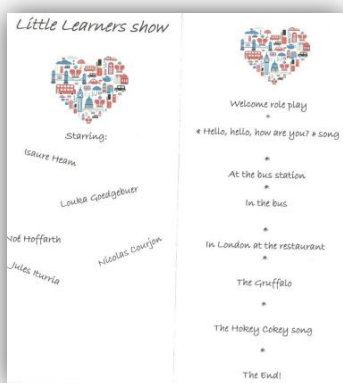 Little Learners show
Starring:
Isaure Heam
Louka Goedgebuer
Noé Hoffarth
Nicolas Courjon
Jules Iturria
Welcome role play
*
« Hello, hello, how are you? » song
*
At the bus station
*
In the bus
*
In London at the restaurant
*
The Gruffalo
*
The Hokey Cokey song
*
The End!